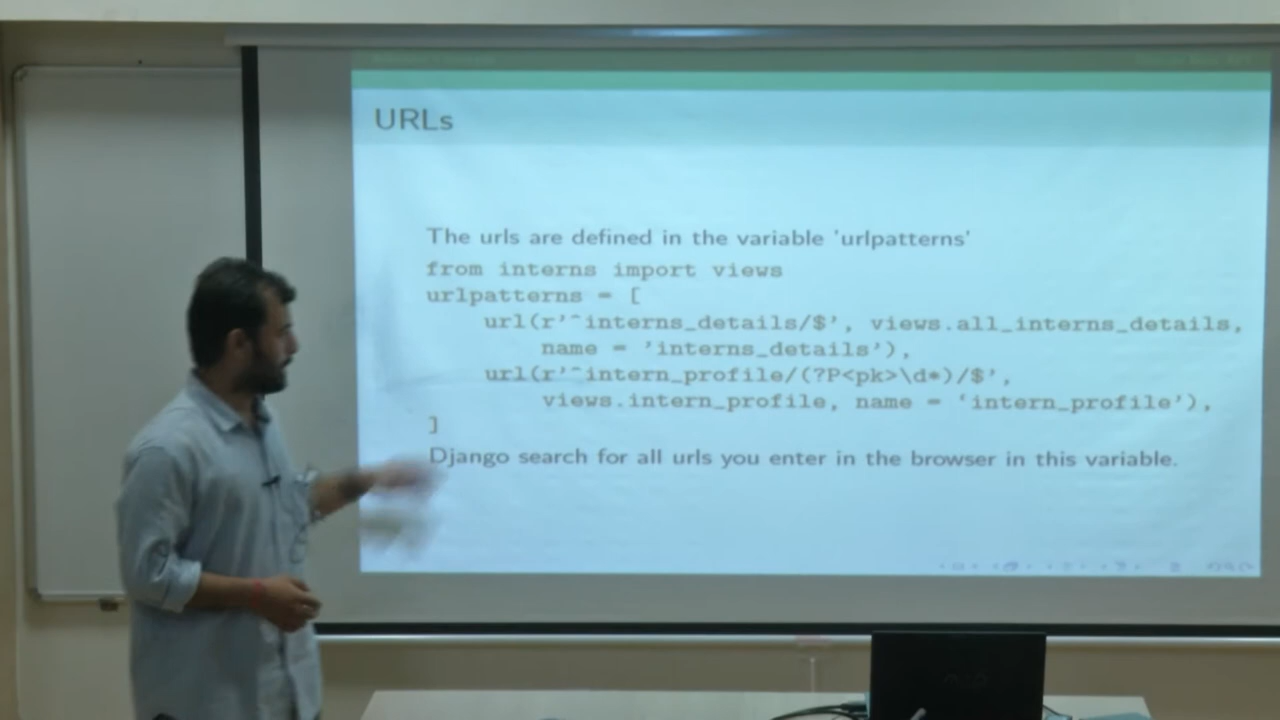 URLs
The urls are defined in the variable 'urlpatterns'
from interns import views
urlpatterns = [
url(r'^interns_details/$', views.all_interns_details,
name = 'interns_details'),
url(r'^intern_profile/(?P<pk>\d*)/$',
views.intern_profile, name = 'intern_profile'),
]
Django search for all urls you enter in the browser in this variable.